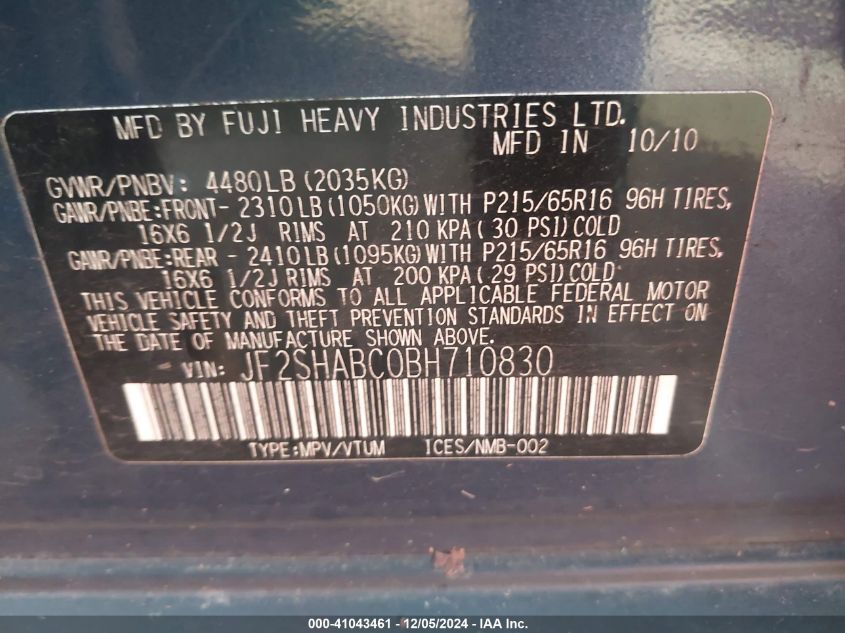 MFD BY FUJI HEAVY INDUSTRIES LTD.
MFD IN 10/10
GVWR/PNBV: 4480LB (2035KG)
GAWR/PNBE:FRONT- 2310LB (1050KG) WITH P215/65R16 96H TIRES,
16X6 1/2J RIMS AT 210 KPA ( 30 PSI) COLD
GAWR/PNBE:REAR - 2410LB (1095KG) WITH P215/65R16 96H TIRES,
16X6 1/2J RIMS AT 200 KPA ( 29 PSI) COLD
THIS VEHICLE CONFORMS TO ALL APPLICABLE FEDERAL MOTOR
VEHICLE SAFETY AND THEFT PREVENTION STANDARDS IN EFFECT ON
THE DATE OF MANUFACTURE SHOWN ABOVE.
VIN: JF2SHABC0BH710830
TYPE:MPV/VTUM ICES/NMB-002
000-41043461 - 12/05/2024 - IAA Inc.